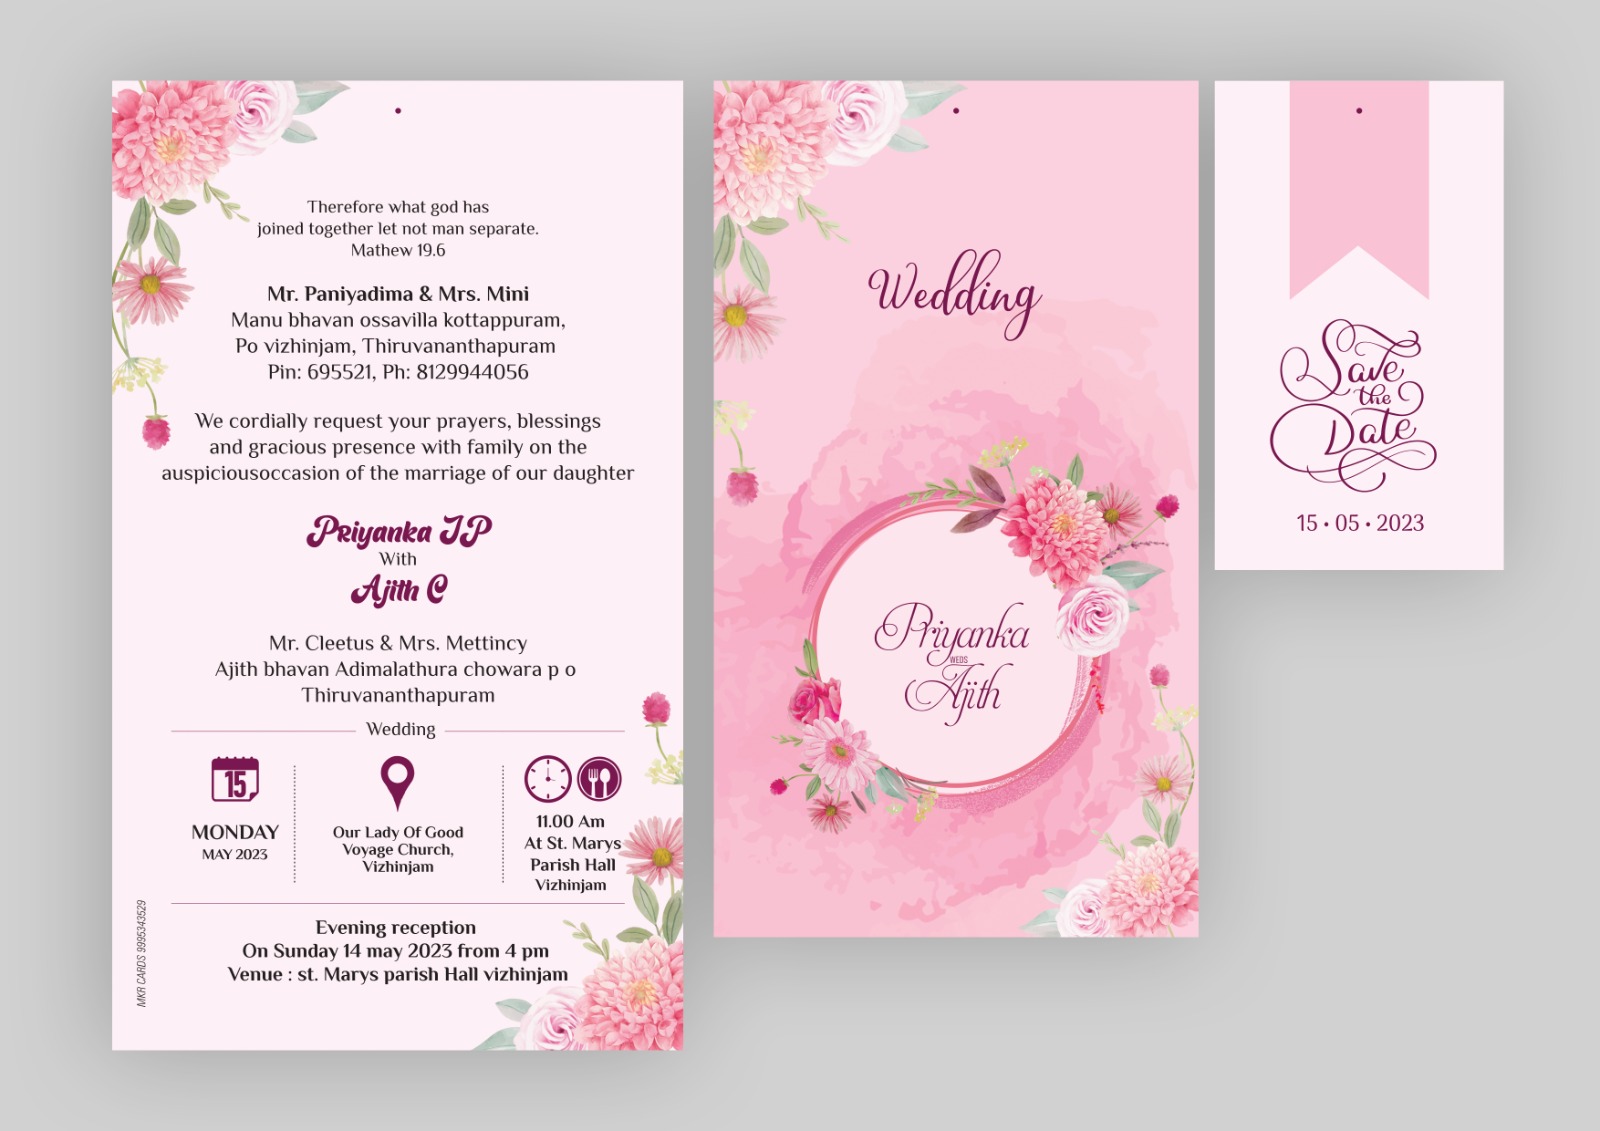 Therefore what god has
joined together let not man separate.
Mathew 19.6
Mr. Paniyadima & Mrs. Mini
Manu bhavan ossavilla kottappuram,
Po vizhinjam, Thiruvananthapuram
Pin: 695521, Ph: 8129944056
We cordially request your prayers, blessings
and gracious presence with family on the
auspiciousoccasion of the marriage of our daughter
Priyanka JP
With
Ajith C
Mr. Cleetus & Mrs. Mettincy
Ajith bhavan Adimalathura chowara p o
Thiruvananthapuram
Wedding
15
MONDAY
MAY 2023
Our Lady Of Good
Voyage Church,
Vizhinjam
11.00 Am
At St. Marys
Parish Hall
Vizhinjam
Evening reception
On Sunday 14 may 2023 from 4 pm
Venue : st. Marys parish Hall vizhinjam
MKR CARDS 9995343529
Wedding
Priyanka
WEDS
Ajith
Save
the
Date
15 • 05 • 2023